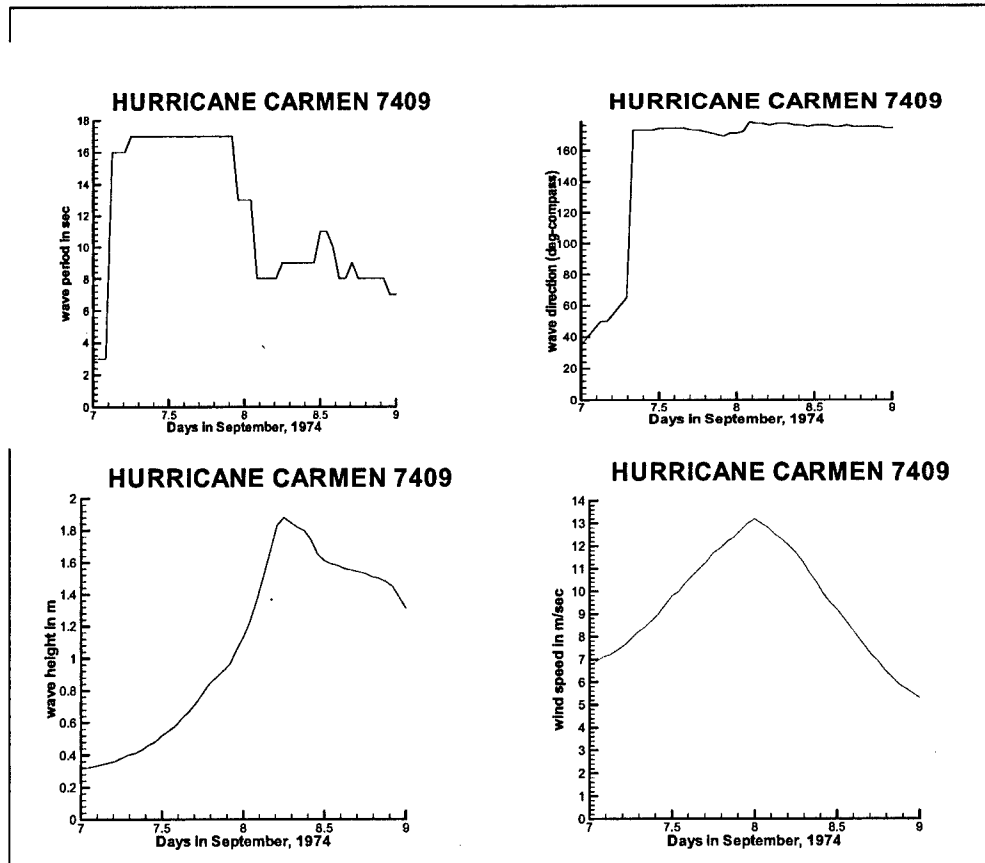 HURRICANE CARMEN 7409
wave period in sec
18
16
14
12
10
8
6
4
2
0
7 7.5 8 8.5 9
Days in September, 1974
HURRICANE CARMEN 7409
wave direction (deg-compass)
160
140
120
100
80
60
40
20
0
7 7.5 8 8.5 9
Days in September, 1974
HURRICANE CARMEN 7409
wave height in m
2
1.8
1.6
1.4
1.2
1
0.8
0.6
0.4
0.2
0
7 7.5 8 8.5 9
Days in September, 1974
HURRICANE CARMEN 7409
wind speed in m/sec
14
13
12
11
10
9
8
7
6
5
4
3
2
1
0
7 7.5 8 8.5 9
Days in September, 1974